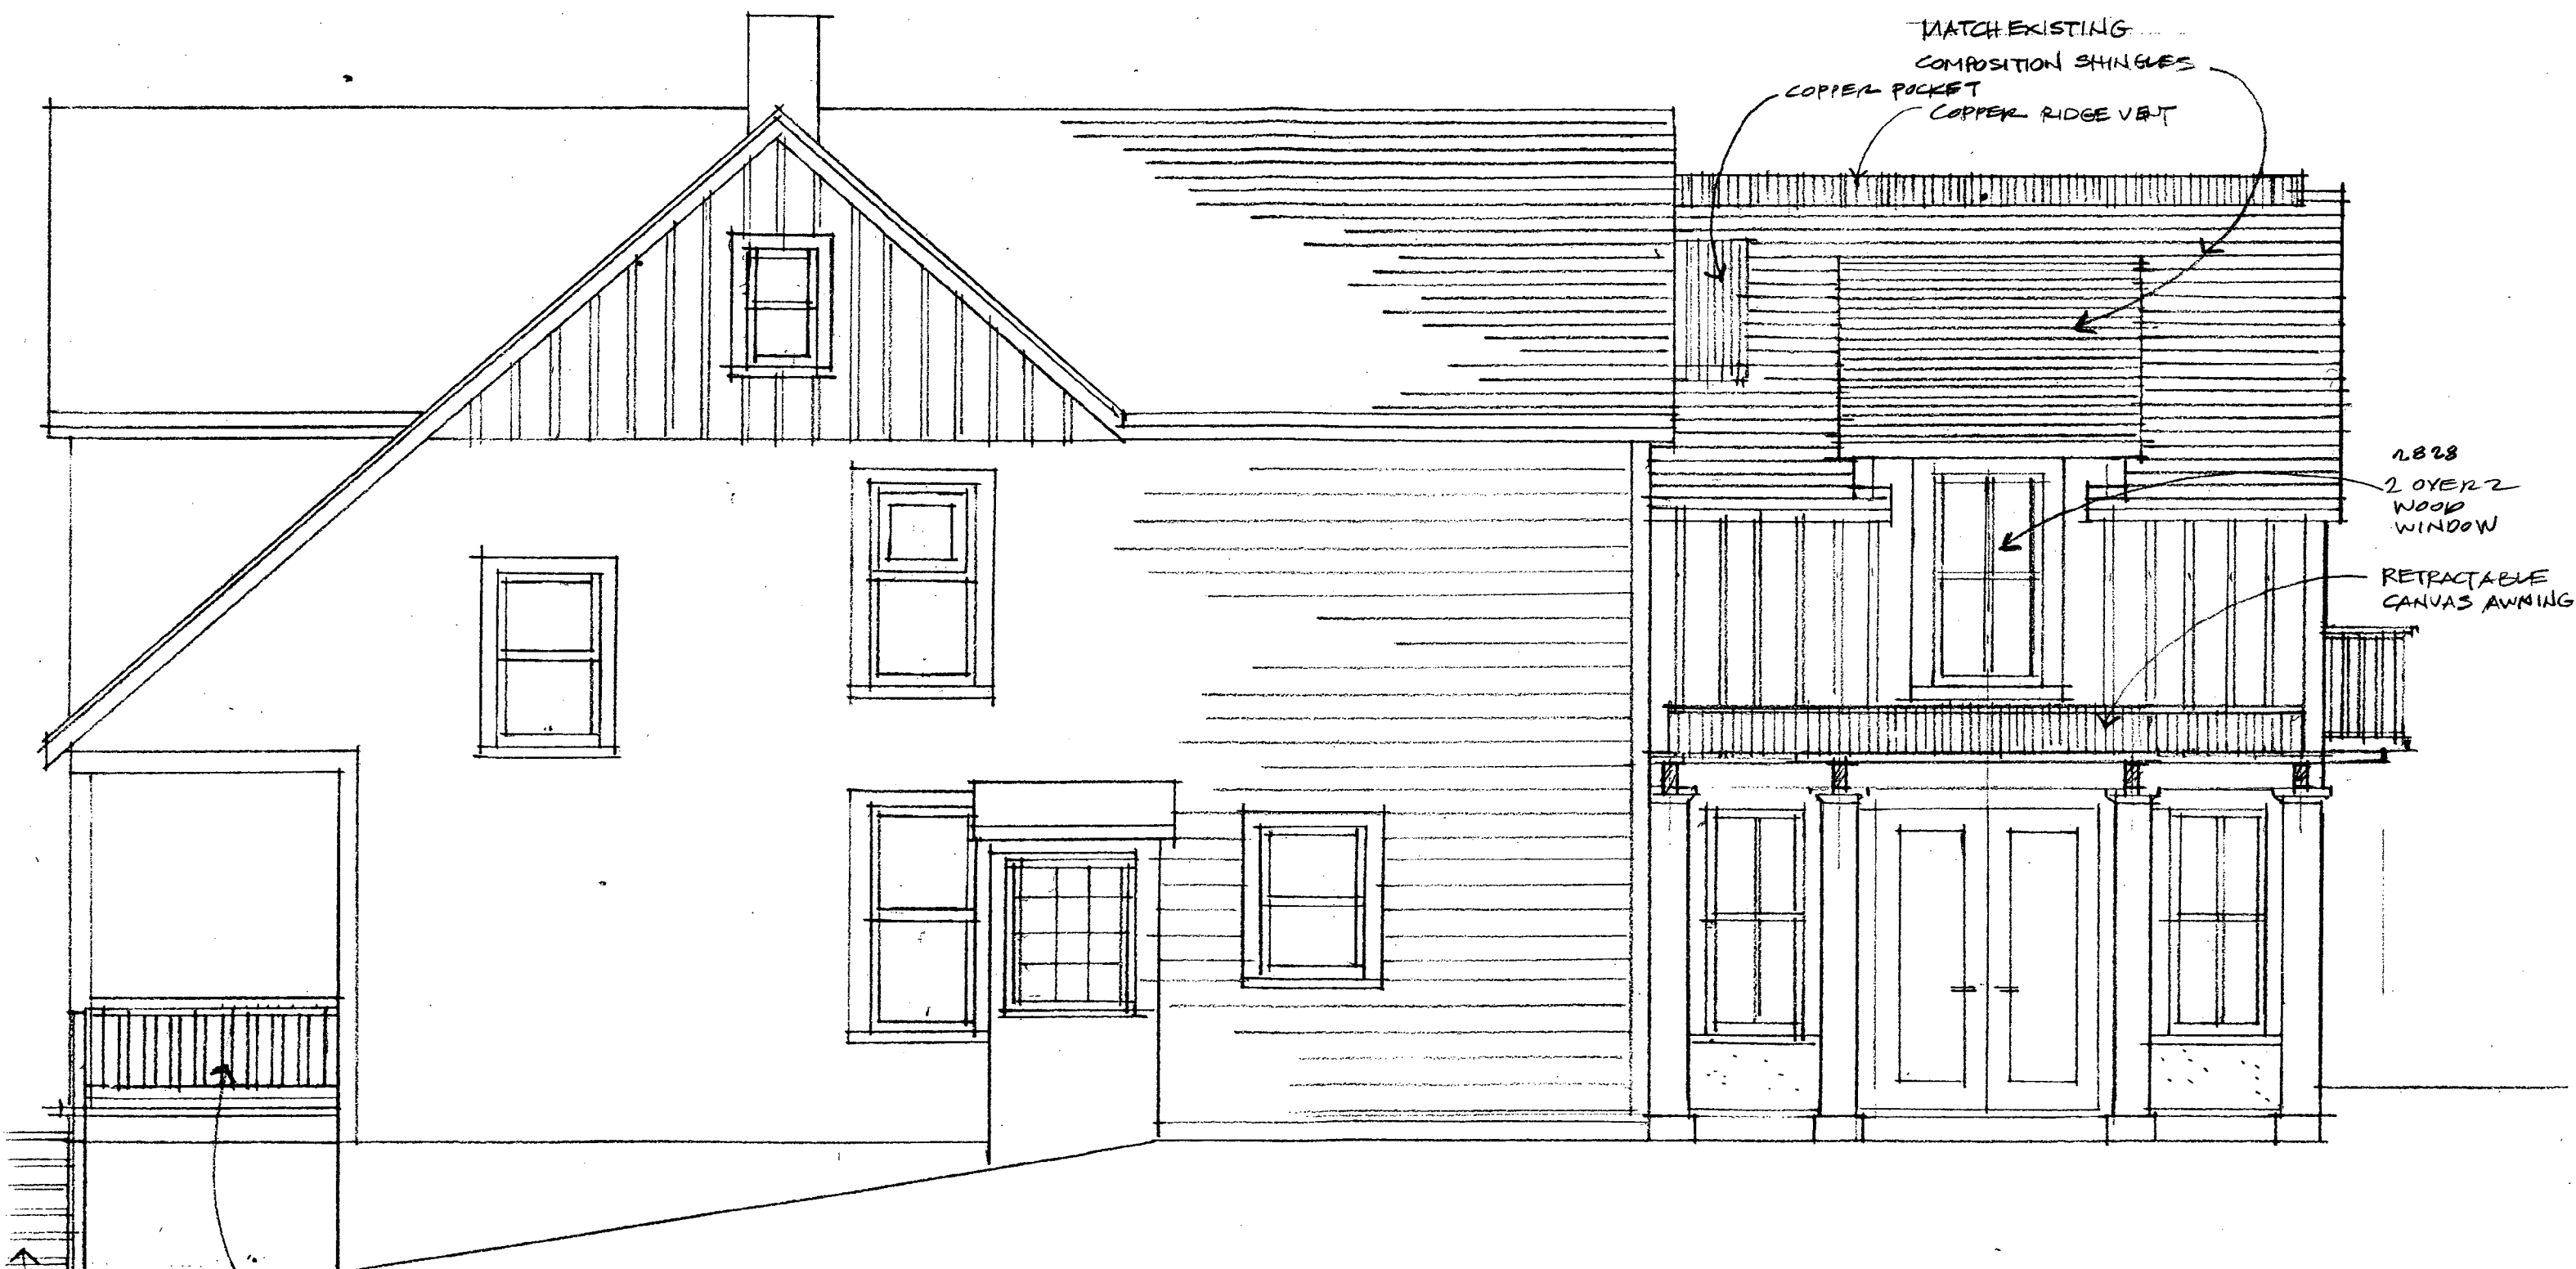 MATCH EXISTING
COMPOSITION SHINGLES
COPPER POCKET
COPPER RIDGE VENT
2828
2 OVER 2
WOOD
WINDOW
RETRACTABLE
CANVAS AWNING